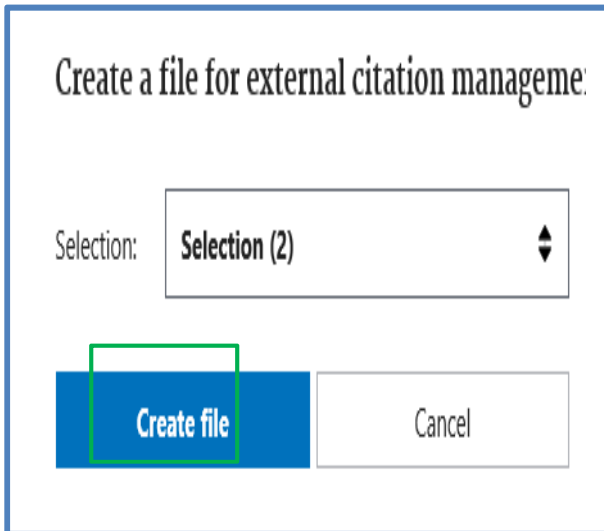 Create a file for external citation manageme
Selection: Selection (2)
Create file Cancel